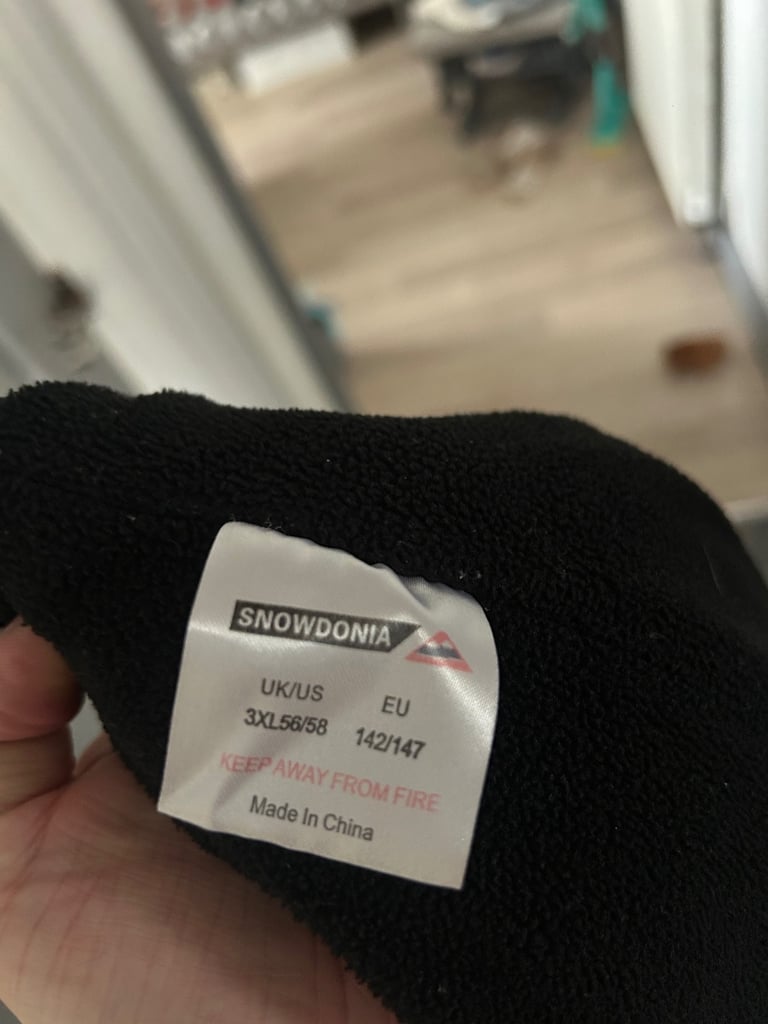 SNOWDONIA
UK/US EU
3XL56/58 142/147
KEEP AWAY FROM FIRE
Made In China